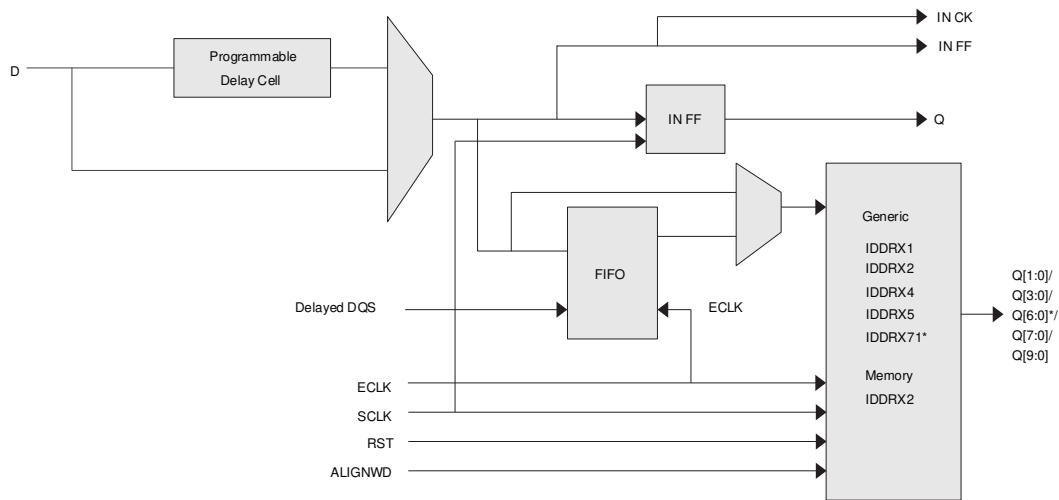 IN CK
IN FF
D
Programmable
Delay Cell
IN FF
Q
Generic
IDDRX1
IDDRX2
IDDRX4
IDDRX5
IDDRX71*
Memory
IDDRX2
FIFO
Delayed DQS
ECLK
Q[1:0]/
Q[3:0]/
Q[6:0]*/
Q[7:0]/
Q[9:0]
ECLK
SCLK
RST
ALIGNWD